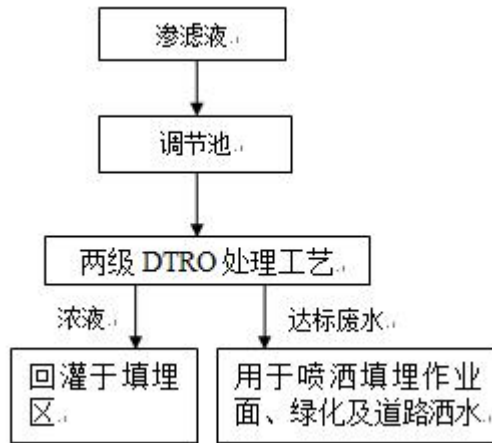 渗滤液
调节池
两级 DTRO 处理工艺
浓液
达标废水
回灌于填埋
区
用于喷洒填埋作业
面、绿化及道路洒水